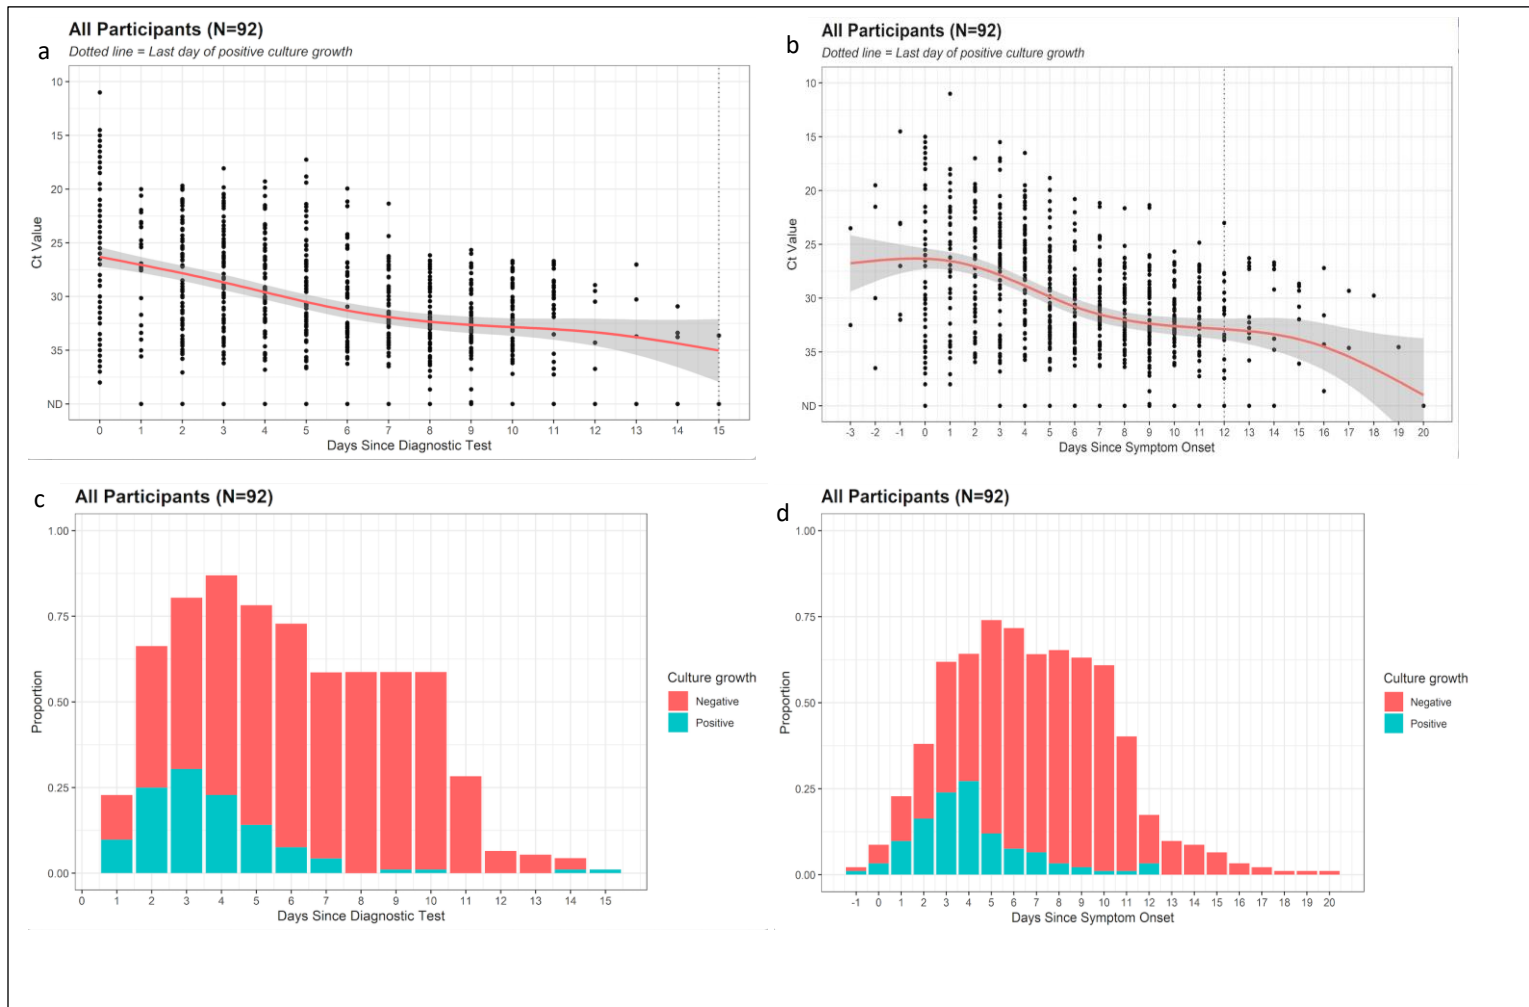 a
All Participants (N=92)
Dotted line = Last day of positive culture growth
Ct Value
10
15
20
25
30
35
ND
0 1 2 3 4 5 6 7 8 9 10 11 12 13 14 15
Days Since Diagnostic Test
b
All Participants (N=92)
Dotted line = Last day of positive culture growth
Ct Value
10
15
20
25
30
35
ND
-3 -2 -1 0 1 2 3 4 5 6 7 8 9 10 11 12 13 14 15 16 17 18 19 20
Days Since Symptom Onset
c
All Participants (N=92)
Proportion
1.00
0.75
0.50
0.25
0.00
0 1 2 3 4 5 6 7 8 9 10 11 12 13 14 15
Days Since Diagnostic Test
Culture growth
Negative
Positive
d
All Participants (N=92)
Proportion
1.00
0.75
0.50
0.25
0.00
-1 0 1 2 3 4 5 6 7 8 9 10 11 12 13 14 15 16 17 18 19 20
Days Since Symptom Onset
Culture growth
Negative
Positive